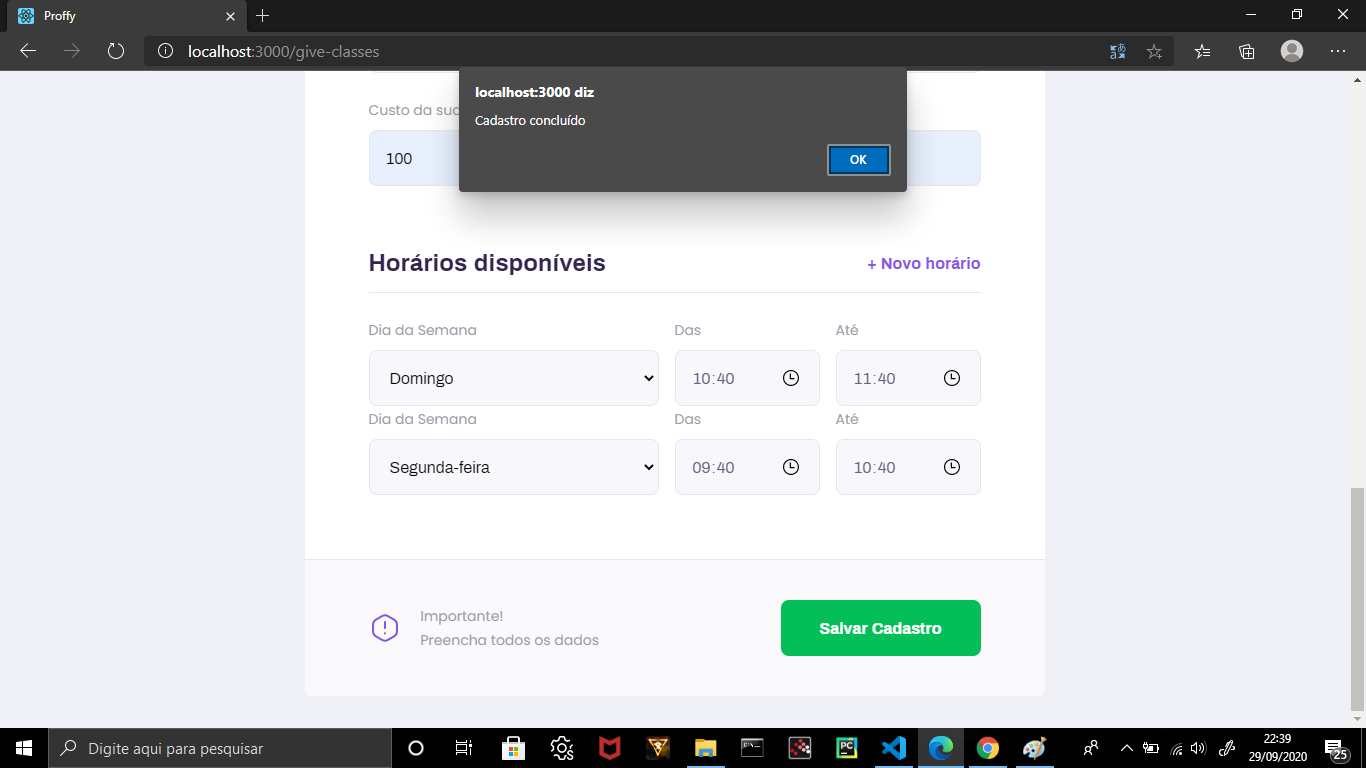 Proffy
localhost:3000/give-classes
localhost:3000 diz
Cadastro concluído
OK
Custo da sua
100
Horários disponíveis
+ Novo horário
Dia da Semana Das Até
Domingo 10:40 11:40
Dia da Semana Das Até
Segunda-feira 09:40 10:40
Importante!
Preencha todos os dados
Salvar Cadastro
Digite aqui para pesquisar
PC
22:39
29/09/2020
25